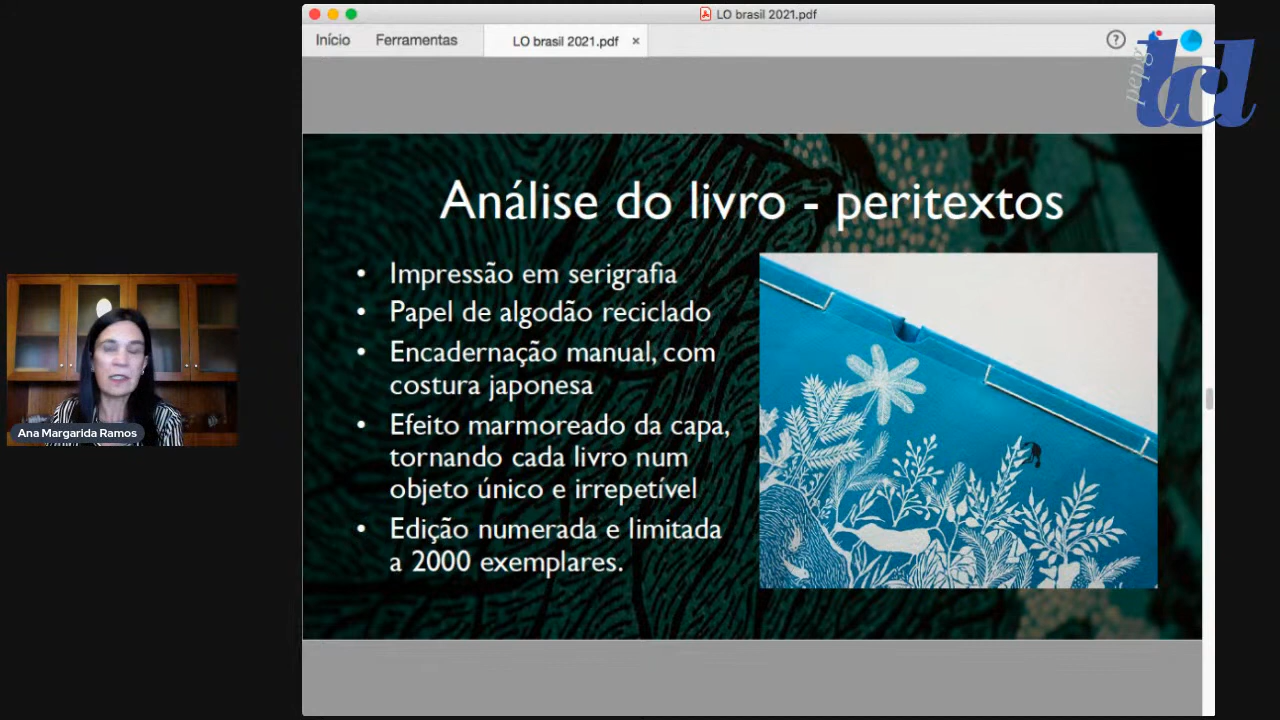 LO brasil 2021.pdf
Início Ferramentas LO brasil 2021.pdf ×
?
pepg
lcl
Análise do livro - peritextos
• Impressão em serigrafia
• Papel de algodão reciclado
• Encadernação manual, com
costura japonesa
• Efeito marmoreado da capa,
tornando cada livro num
objeto único e irrepetível
• Edição numerada e limitada
a 2000 exemplares.
Ana Margarida Ramos